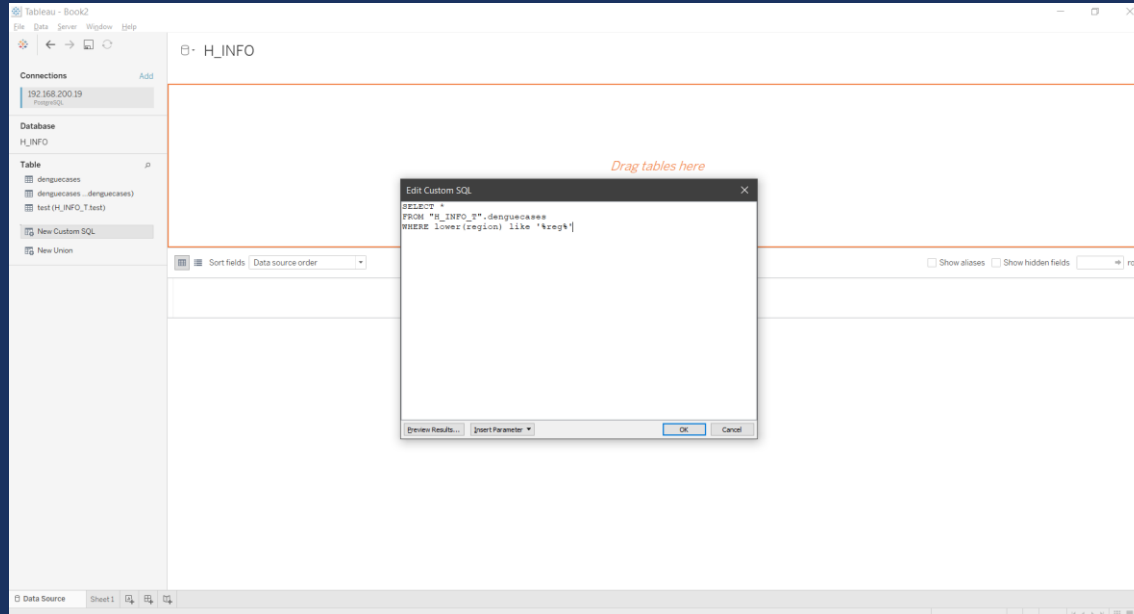 Tableau - Book2
File Data Server Window Help
H_INFO
Connections Add
192.168.200.19
PostgreSQL
Database
H_INFO
Table
denguecases
denguecases ...denguecases)
test (H_INFO_T.test)
New Custom SQL
New Union
Drag tables here
Edit Custom SQL
SELECT *
FROM "H_INFO_T".denguecases
WHERE lower(region) like '%reg%'
Preview Results... Insert Parameter
OK Cancel
Sort fields Data source order
Show aliases Show hidden fields ro
Data Source Sheet 1